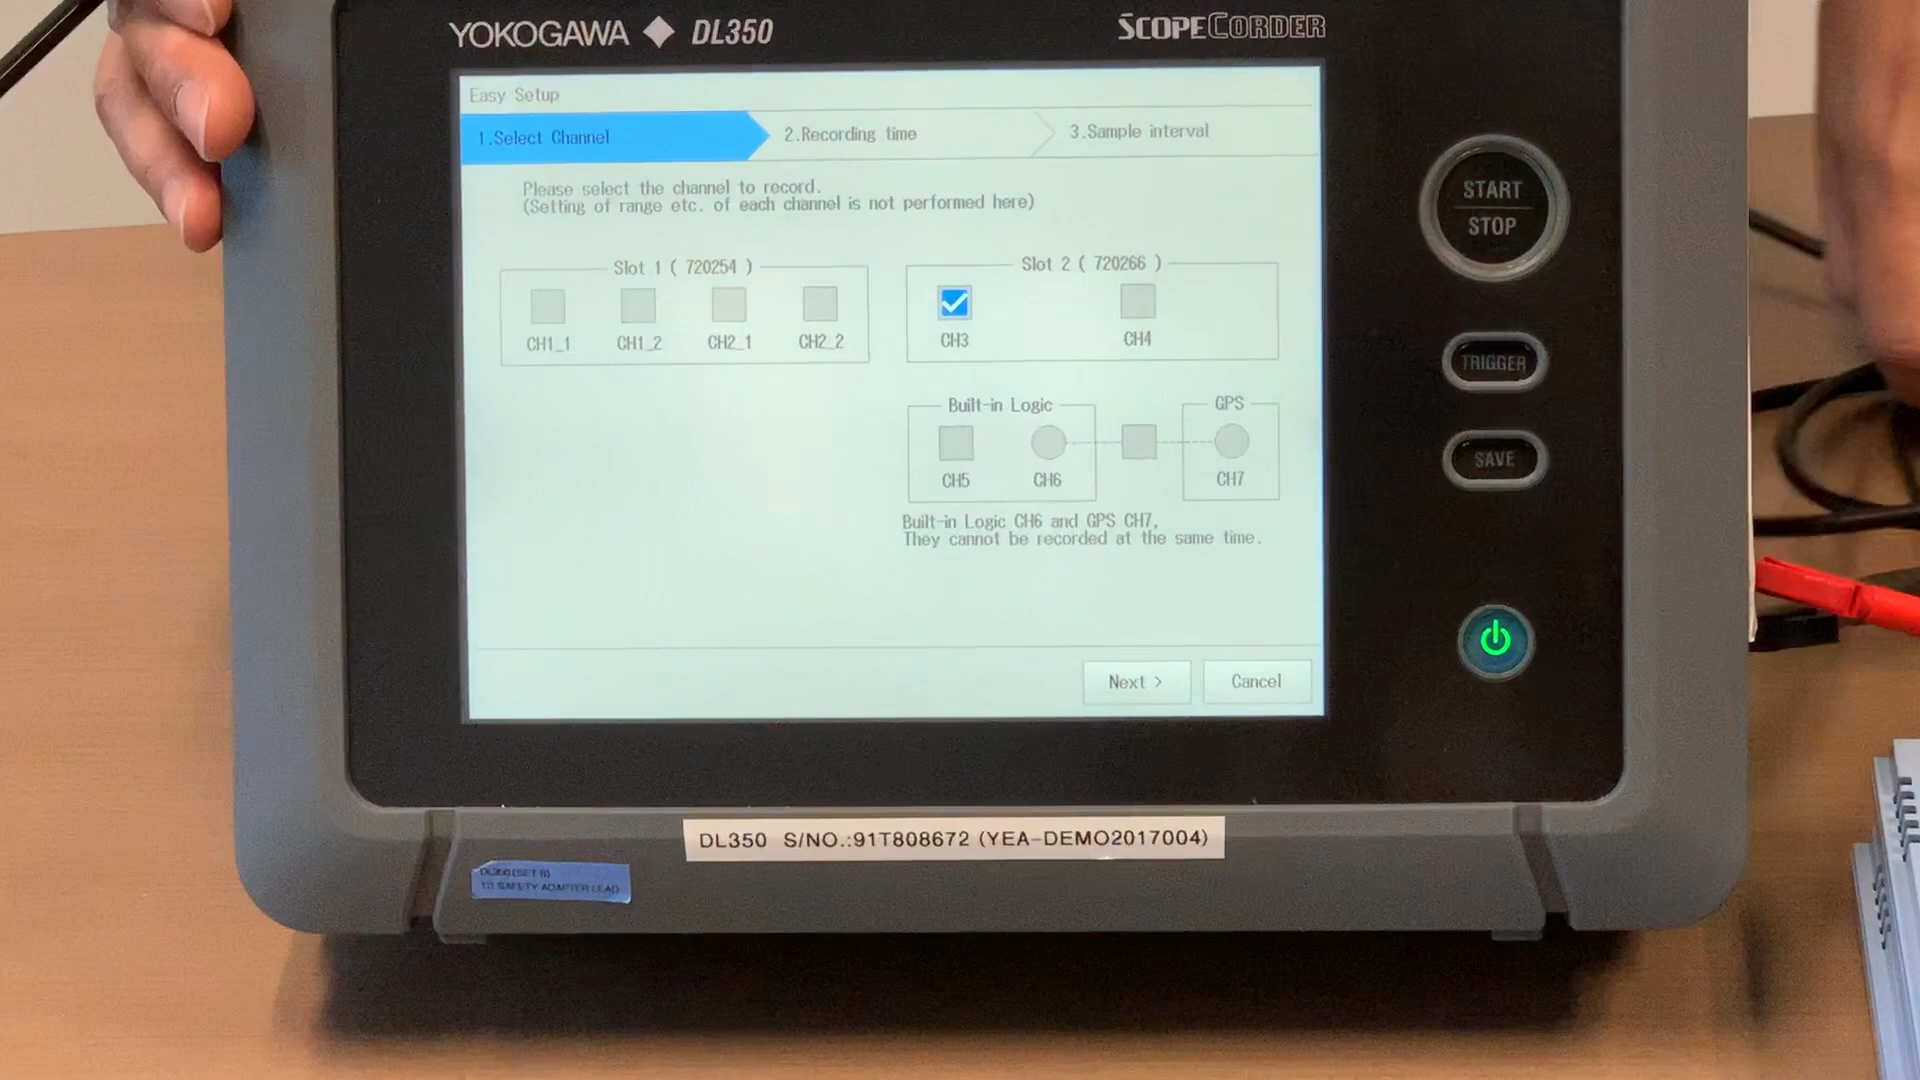 YOKOGAWA DL350
SCOPECORDER
Easy Setup
1.Select Channel
2.Recording time
3.Sample interval
Please select the channel to record.
(Setting of range etc. of each channel is not performed here)
Slot 1 ( 720254 )
CH1_1 CH1_2 CH2_1 CH2_2
Slot 2 ( 720266 )
CH3 CH4
Built-in Logic
CH5 CH6
GPS
CH7
Built-in Logic CH6 and GPS CH7,
They cannot be recorded at the same time.
Next >
Cancel
START
STOP
TRIGGER
SAVE
DL350 S/NO.:91T808672 (YEA-DEMO2017004)
SAFETY ADAPTER LEAD